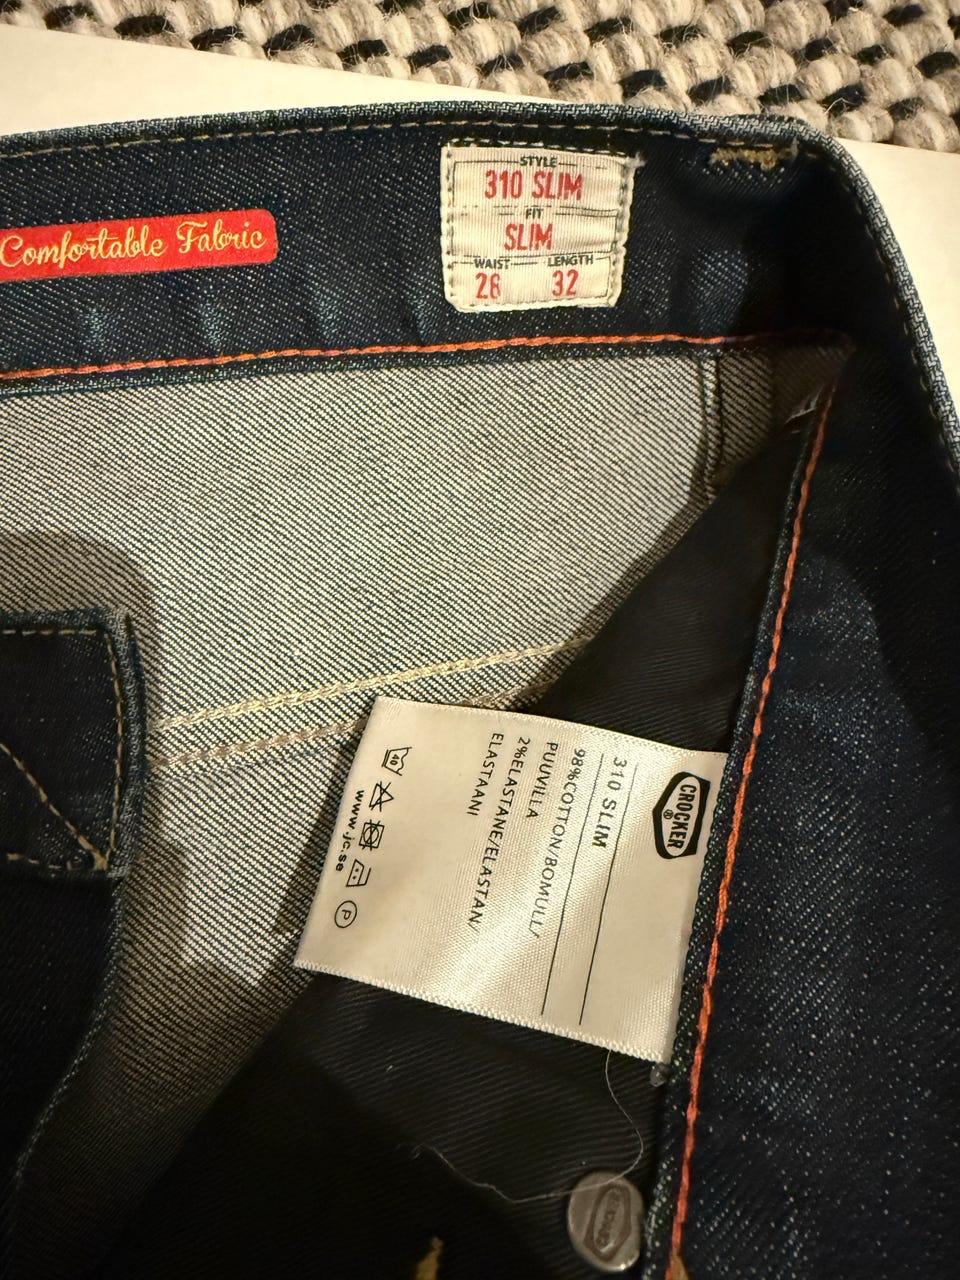 Comfortable Fabric
STYLE
310 SLIM
FIT
SLIM
WAIST LENGTH
28 32
CROCKER
®
310 SLIM
98%COTTON/BOMULL/
PUUVILLA
2%ELASTANE/ELASTAN/
ELASTAANI
40 P
www.jc.se